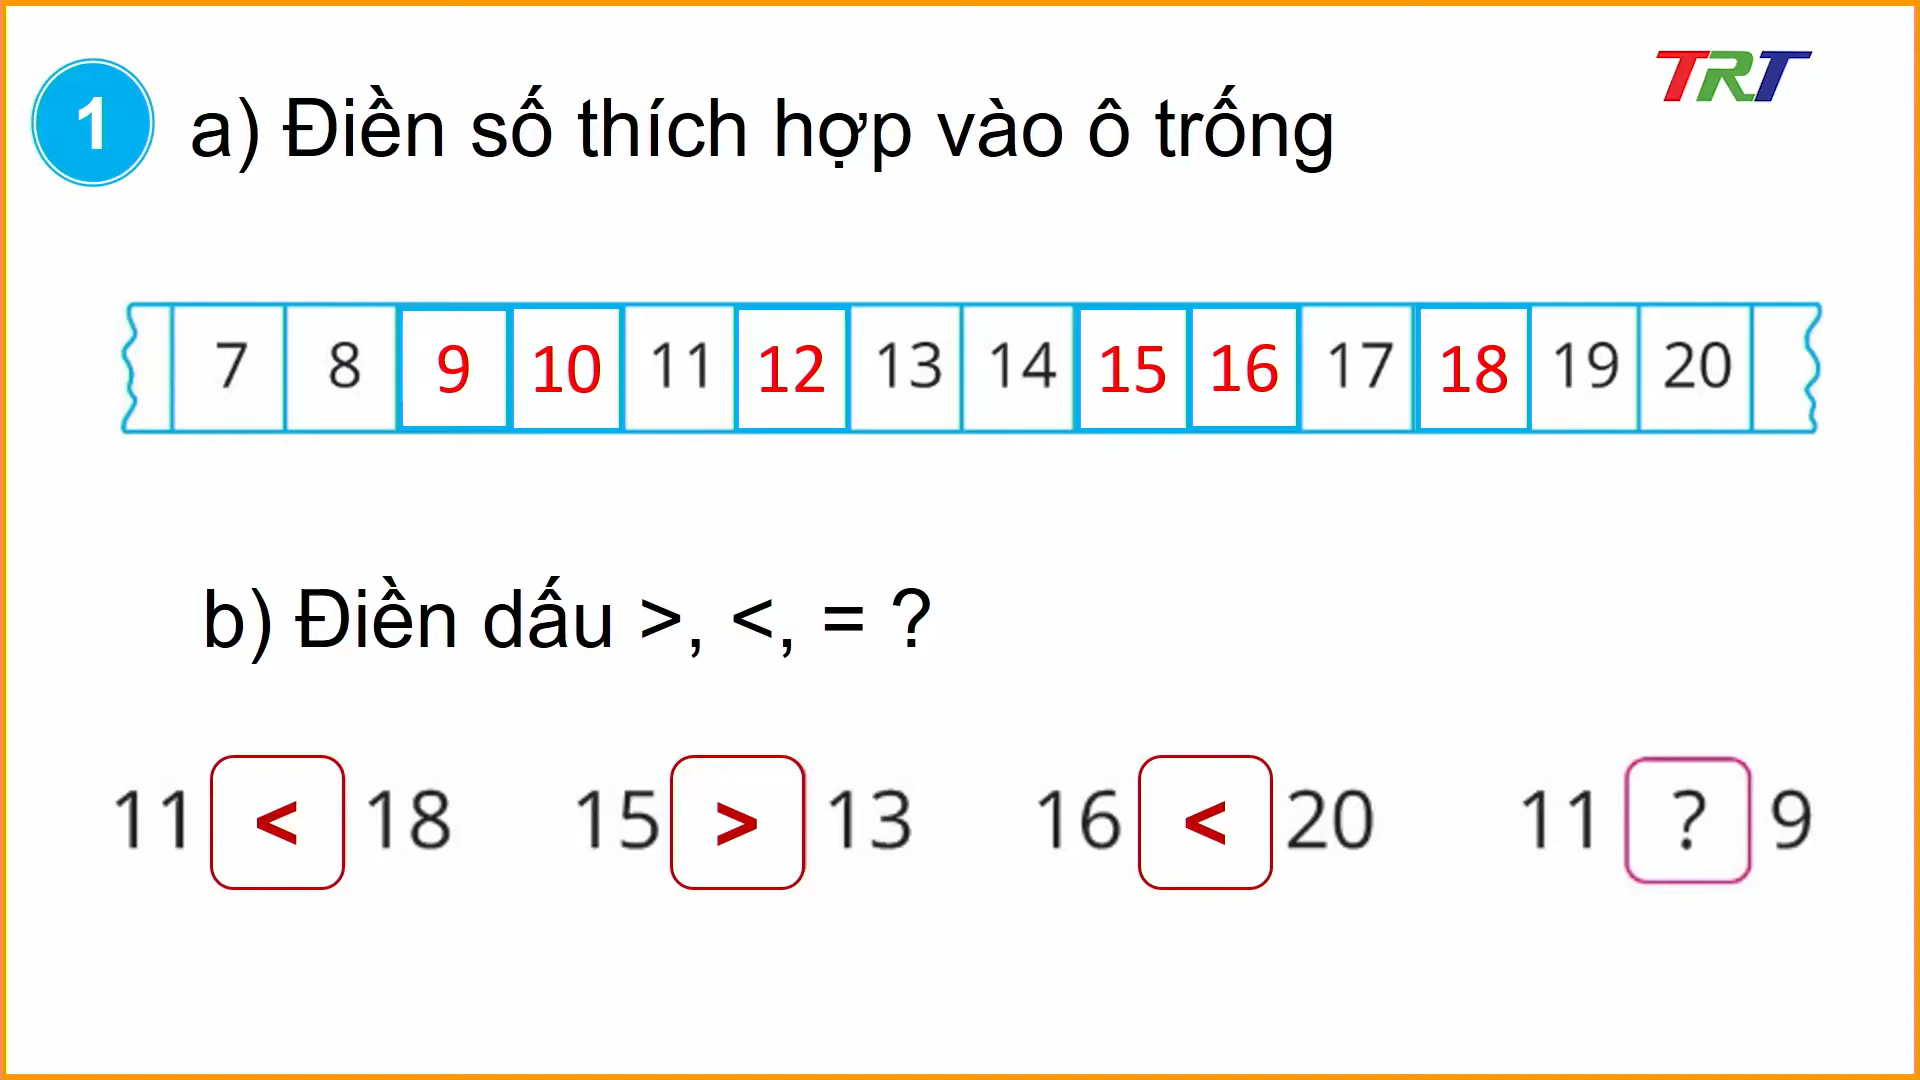 TRT
1 a) Điền số thích hợp vào ô trống
7 8 9 10 11 12 13 14 15 16 17 18 19 20
b) Điền dấu >, <, = ?
11 < 18 15 > 13 16 < 20 11 ? 9